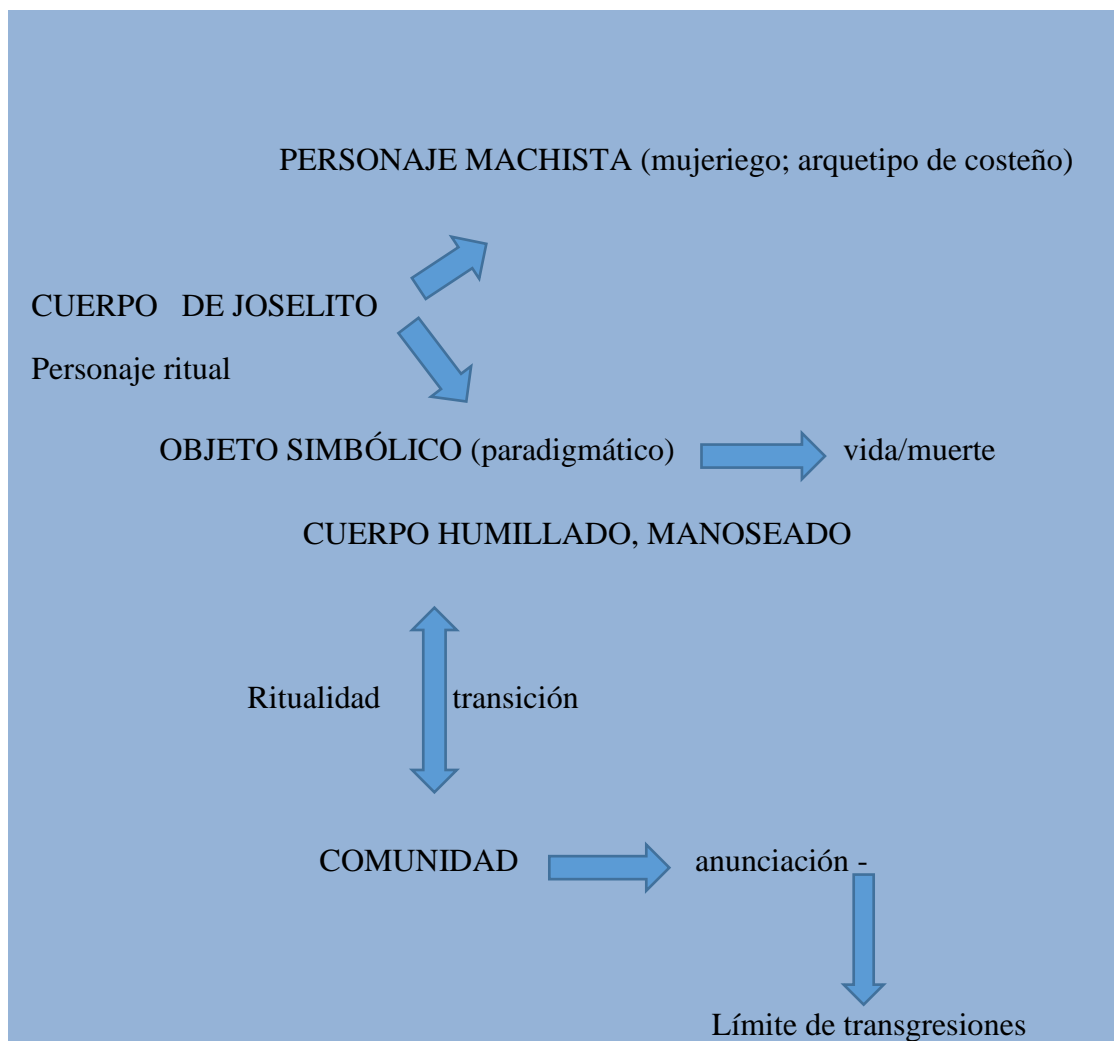 PERSONAJE MACHISTA (mujeriego; arquetipo de costeño)
CUERPO DE JOSELITO
Personaje ritual
OBJETO SIMBÓLICO (paradigmático) vida/muerte
CUERPO HUMILLADO, MANOSEADO
Ritualidad transición
COMUNIDAD anunciación -
Límite de transgresiones